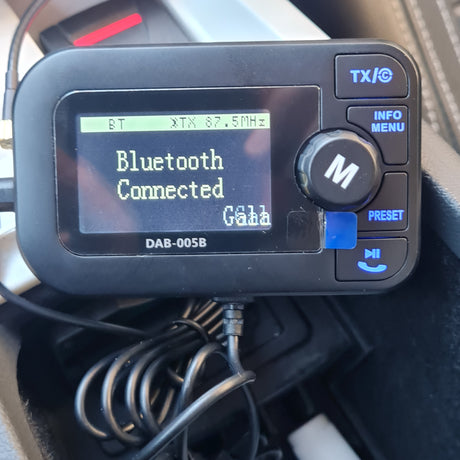 TX/
INFO
MENU
BT TX 87.5MHz
Bluetooth
Connected
M
PRESET
DAB-005B